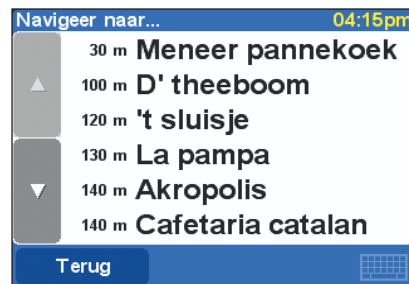 Navigeer naar... 04:15pm
30 m Meneer pannekoek
100 m D' theeboom
120 m 't sluisje
130 m La pampa
140 m Akropolis
140 m Cafetaria catalan
Terug